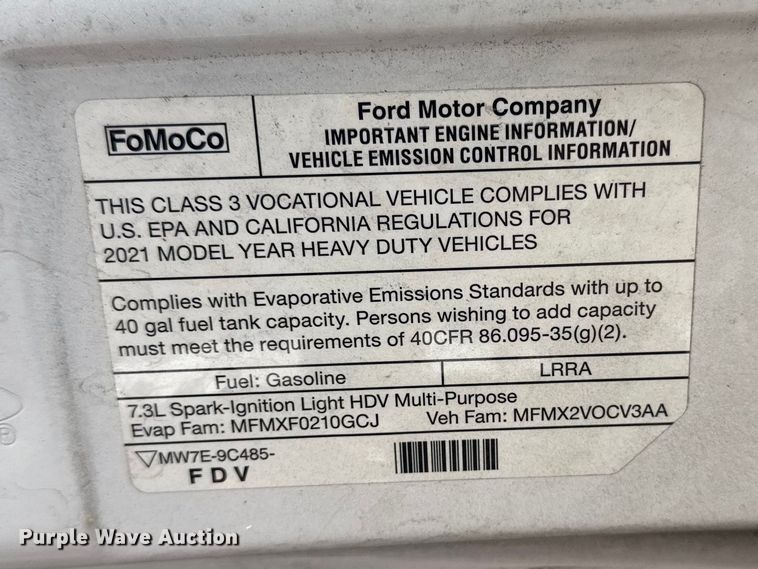 FoMoCo
Ford Motor Company
IMPORTANT ENGINE INFORMATION/
VEHICLE EMISSION CONTROL INFORMATION
THIS CLASS 3 VOCATIONAL VEHICLE COMPLIES WITH
U.S. EPA AND CALIFORNIA REGULATIONS FOR
2021 MODEL YEAR HEAVY DUTY VEHICLES
Complies with Evaporative Emissions Standards with up to
40 gal fuel tank capacity. Persons wishing to add capacity
must meet the requirements of 40CFR 86.095-35(g)(2).
Fuel: Gasoline
LRRA
7.3L Spark-Ignition Light HDV Multi-Purpose
Evap Fam: MFMXF0210GCJ Veh Fam: MFMX2VOCV3AA
MW7E-9C485-
F D V
Purple Wave Auction